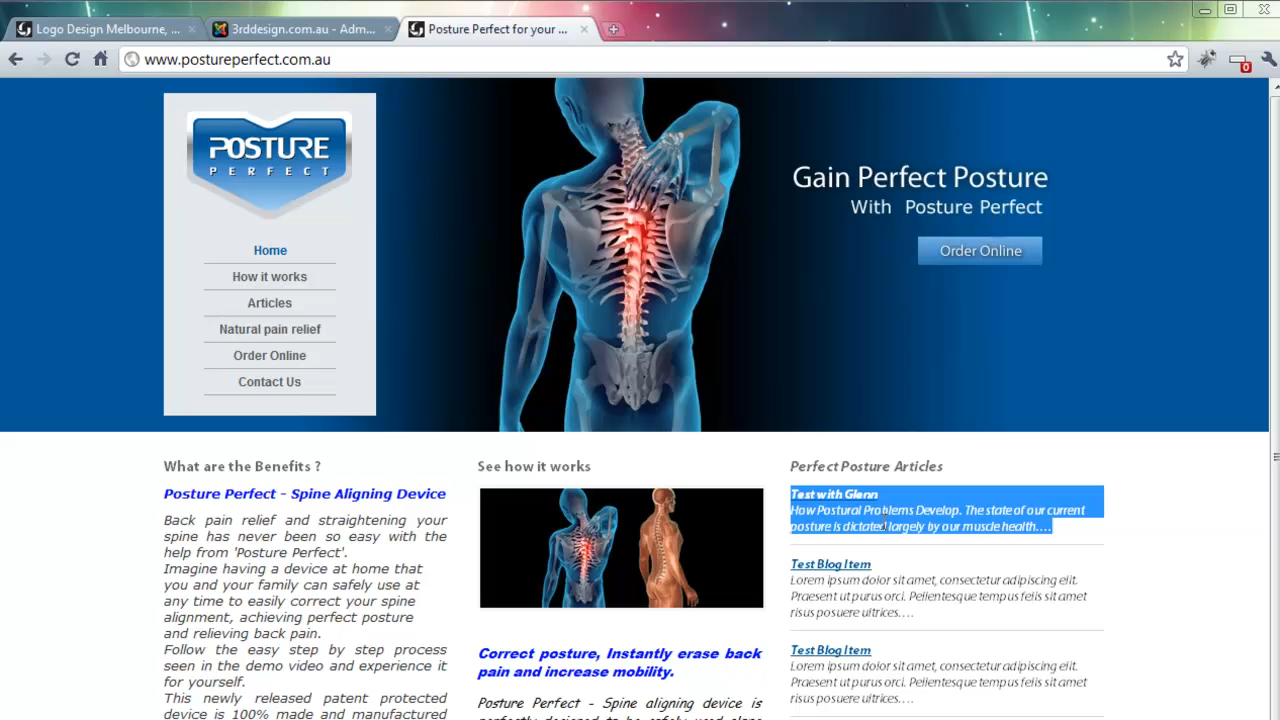 Logo Design Melbourne, ...
3rddesign.com.au - Adm...
Posture Perfect for your ...
www.postureperfect.com.au
0
POSTURE
PERFECT
Home
How it works
Articles
Natural pain relief
Order Online
Contact Us
Gain Perfect Posture
With Posture Perfect
Order Online
What are the Benefits ?
Posture Perfect - Spine Aligning Device
Back pain relief and straightening your
spine has never been so easy with the
help from 'Posture Perfect'.
Imagine having a device at home that
you and your family can safely use at
any time to easily correct your spine
alignment, achieving perfect posture
and relieving back pain.
Follow the easy step by step process
seen in the demo video and experience it
for yourself.
This newly released patent protected
device is 100% made and manufactured
See how it works
Correct posture, Instantly erase back
pain and increase mobility.
Posture Perfect - Spine aligning device is
Perfect Posture Articles
Test with Glenn
How Postural Problems Develop. The state of our current
posture is dictated largely by our muscle health....
Test Blog Item
Lorem ipsum dolor sit amet, consectetur adipiscing elit.
Praesent ut purus orci. Pellentesque tempus felis sit amet
risus posuere ultrices....
Test Blog Item
Lorem ipsum dolor sit amet, consectetur adipiscing elit.
Praesent ut purus orci. Pellentesque tempus felis sit amet
risus posuere ultrices....